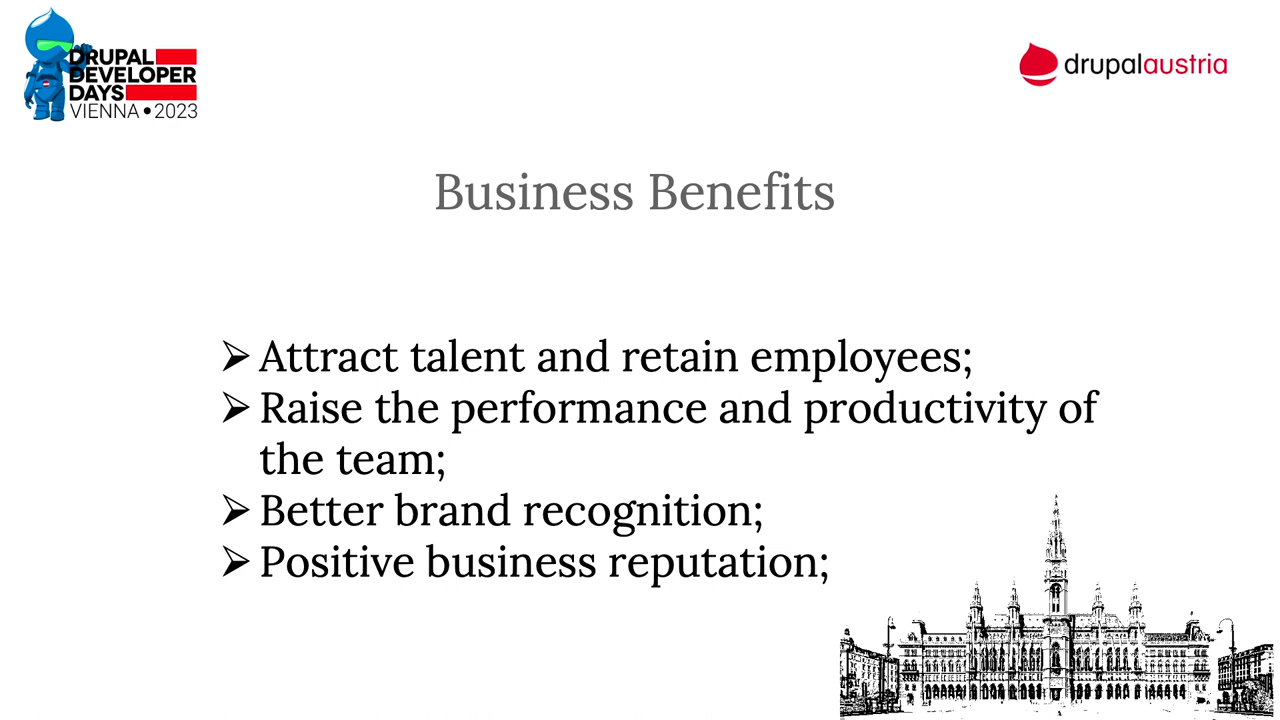 DRUPAL
DEVELOPER
DAYS
VIENNA•2023
drupalaustria
Business Benefits
➢ Attract talent and retain employees;
➢ Raise the performance and productivity of
the team;
➢ Better brand recognition;
➢ Positive business reputation;